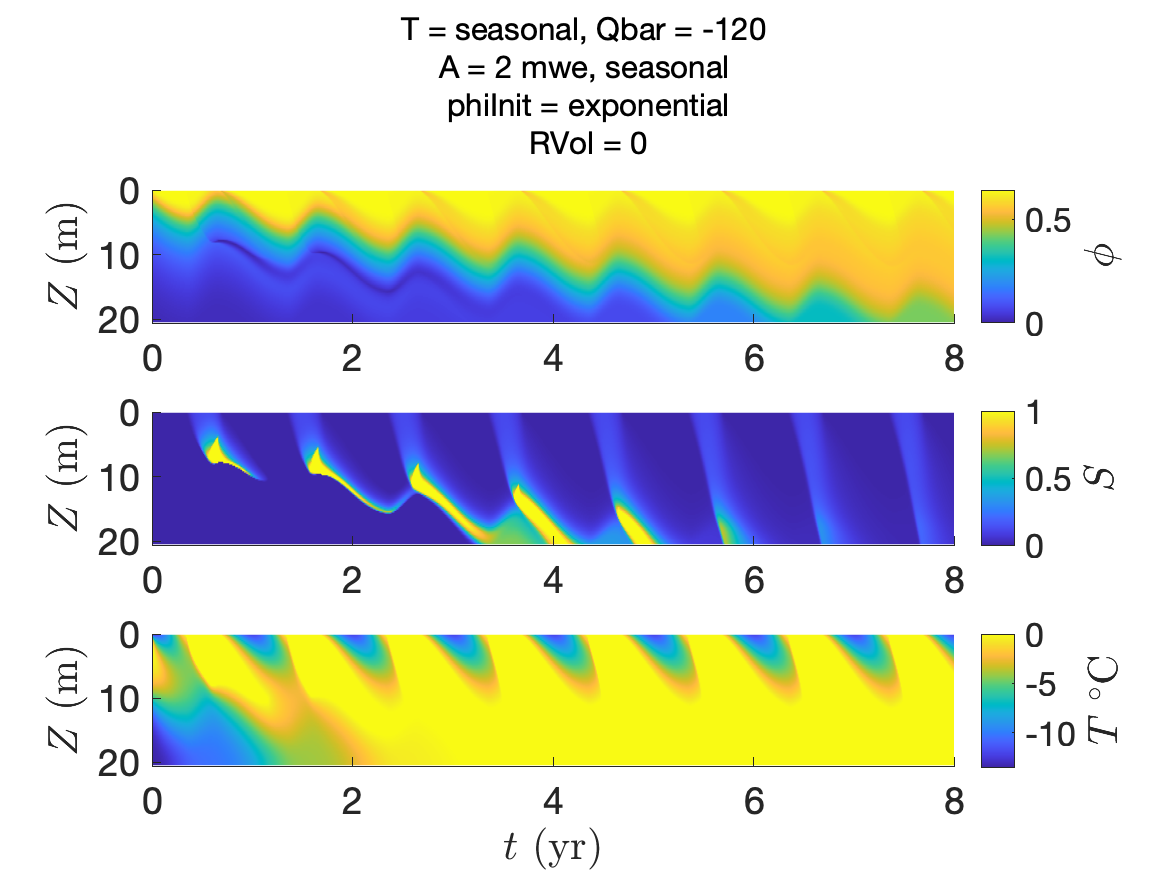 T = seasonal, Qbar = -120
A = 2 mwe, seasonal
phiInit = exponential
RVol = 0
0
10
20
Z (m)
0 2 4 6 8
0.5
0
ϕ
0
10
20
Z (m)
0 2 4 6 8
1
0.5
0
S
0
10
20
Z (m)
0 2 4 6 8
0
-5
-10
T °C
t (yr)